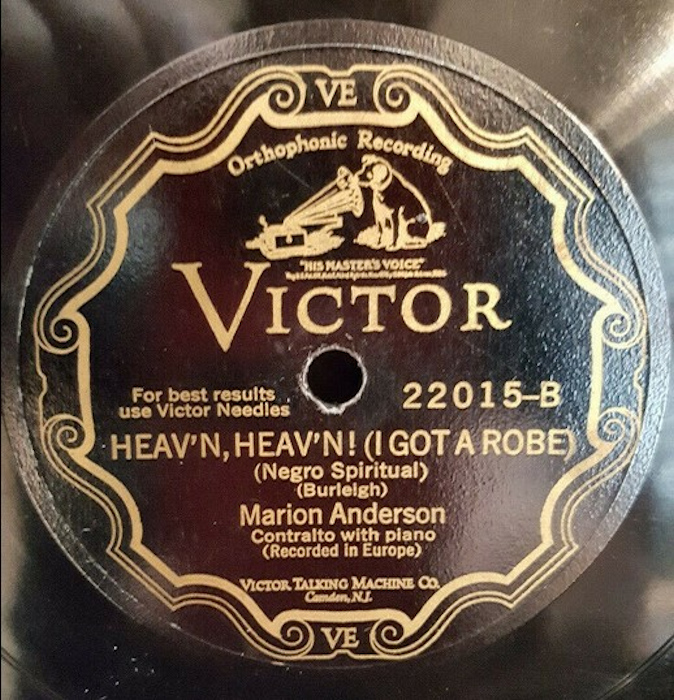 VE
Orthophonic Recording
"HIS MASTER'S VOICE"
VICTOR
For best results
use Victor Needles
22015-B
HEAV'N, HEAV'N! (I GOT A ROBE)
(Negro Spiritual)
(Burleigh)
Marion Anderson
Contralto with piano
(Recorded in Europe)
VICTOR TALKING MACHINE CO.
Camden, N.J.
VE